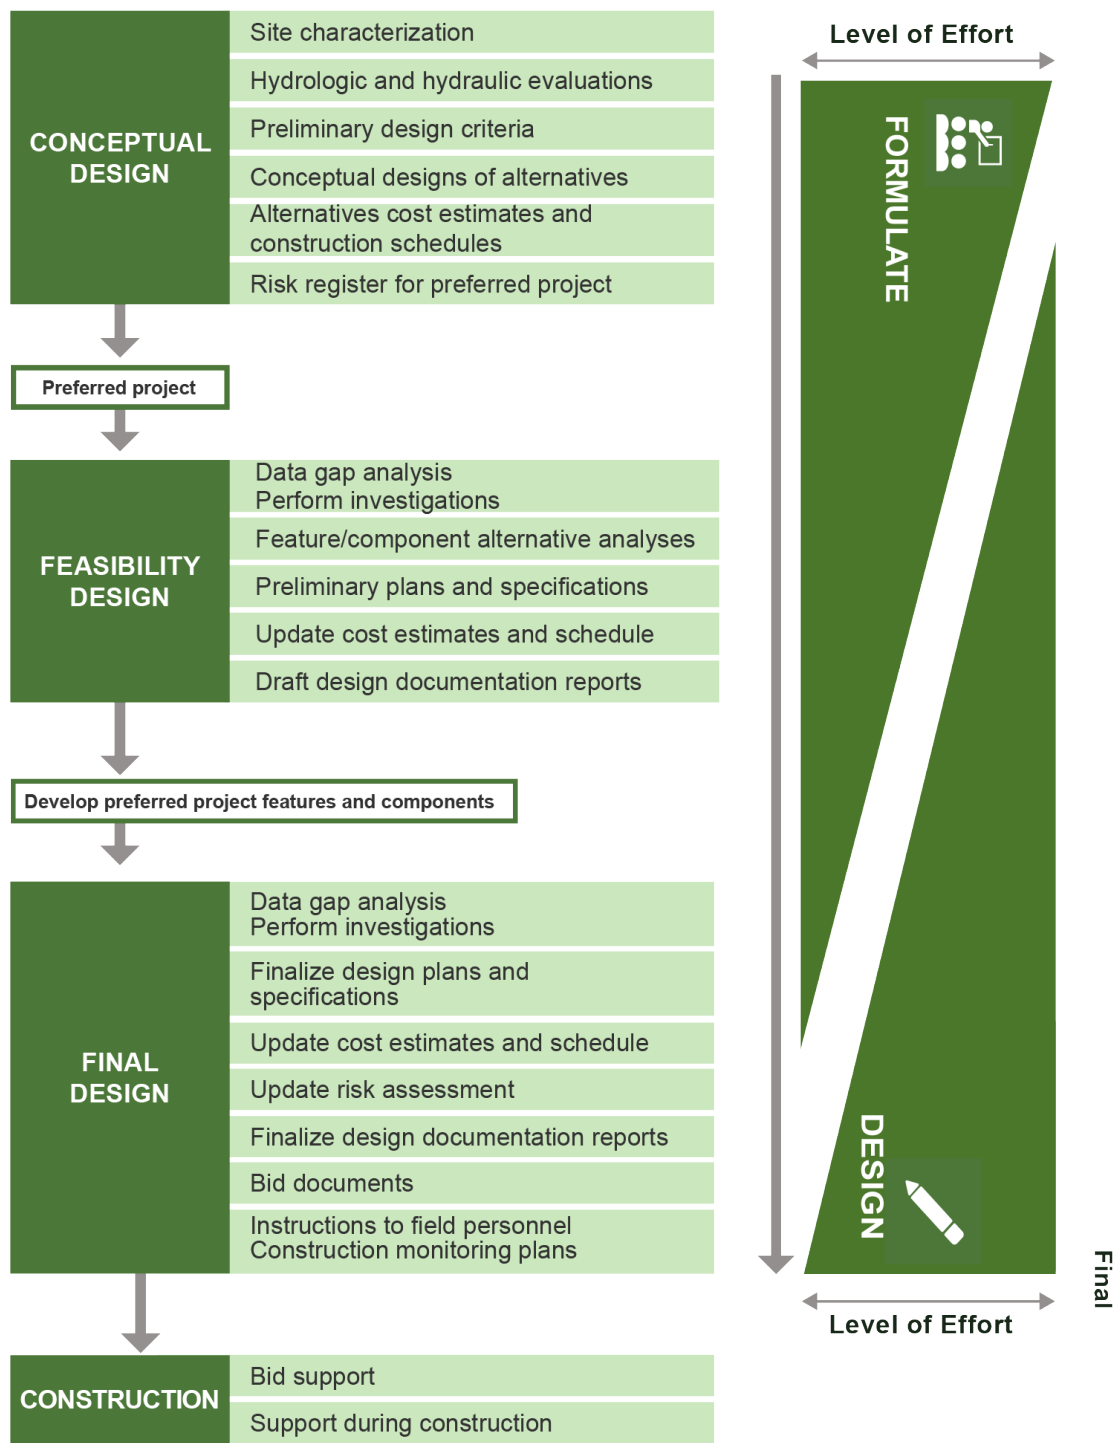 CONCEPTUAL
DESIGN
Site characterization
Hydrologic and hydraulic evaluations
Preliminary design criteria
Conceptual designs of alternatives
Alternatives cost estimates and
construction schedules
Risk register for preferred project
Preferred project
FEASIBILITY
DESIGN
Data gap analysis
Perform investigations
Feature/component alternative analyses
Preliminary plans and specifications
Update cost estimates and schedule
Draft design documentation reports
Develop preferred project features and components
FINAL
DESIGN
Data gap analysis
Perform investigations
Finalize design plans and
specifications
Update cost estimates and schedule
Update risk assessment
Finalize design documentation reports
Bid documents
Instructions to field personnel
Construction monitoring plans
CONSTRUCTION
Bid support
Support during construction
Level of Effort
FORMULATE
DESIGN
Level of Effort
Final